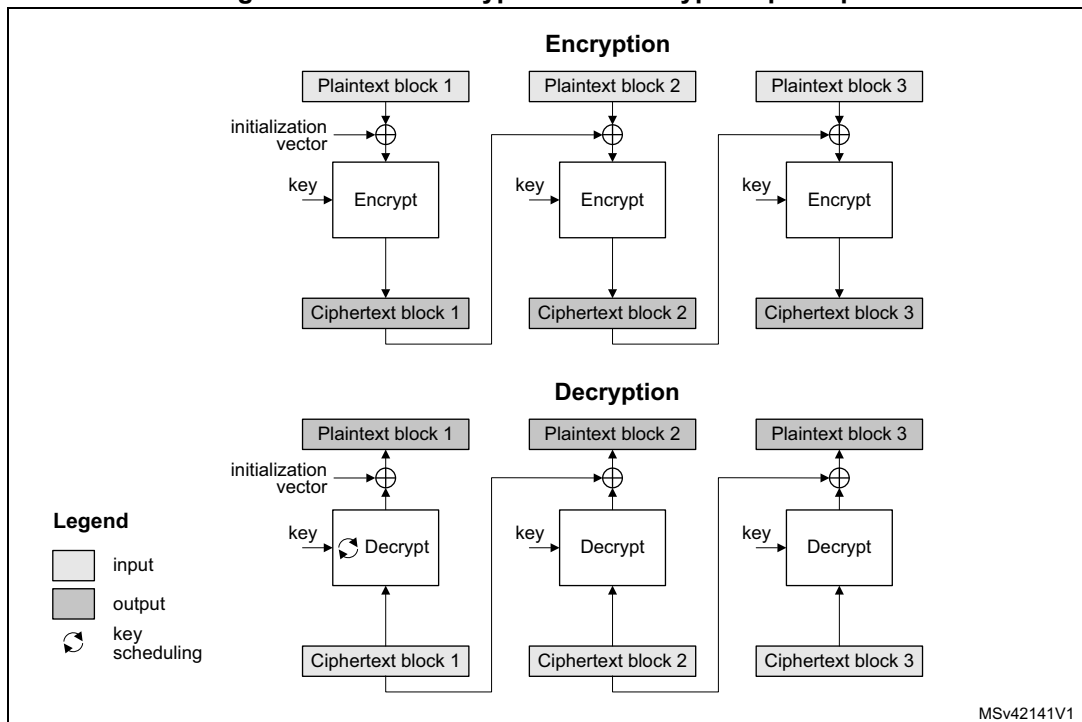 Encryption
Plaintext block 1
Plaintext block 2
Plaintext block 3
initialization
vector
key
Encrypt
key
Encrypt
key
Encrypt
Ciphertext block 1
Ciphertext block 2
Ciphertext block 3
Decryption
Plaintext block 1
Plaintext block 2
Plaintext block 3
initialization
vector
key
Decrypt
key
Decrypt
key
Decrypt
Ciphertext block 1
Ciphertext block 2
Ciphertext block 3
Legend
input
output
key
scheduling
MSv42141V1